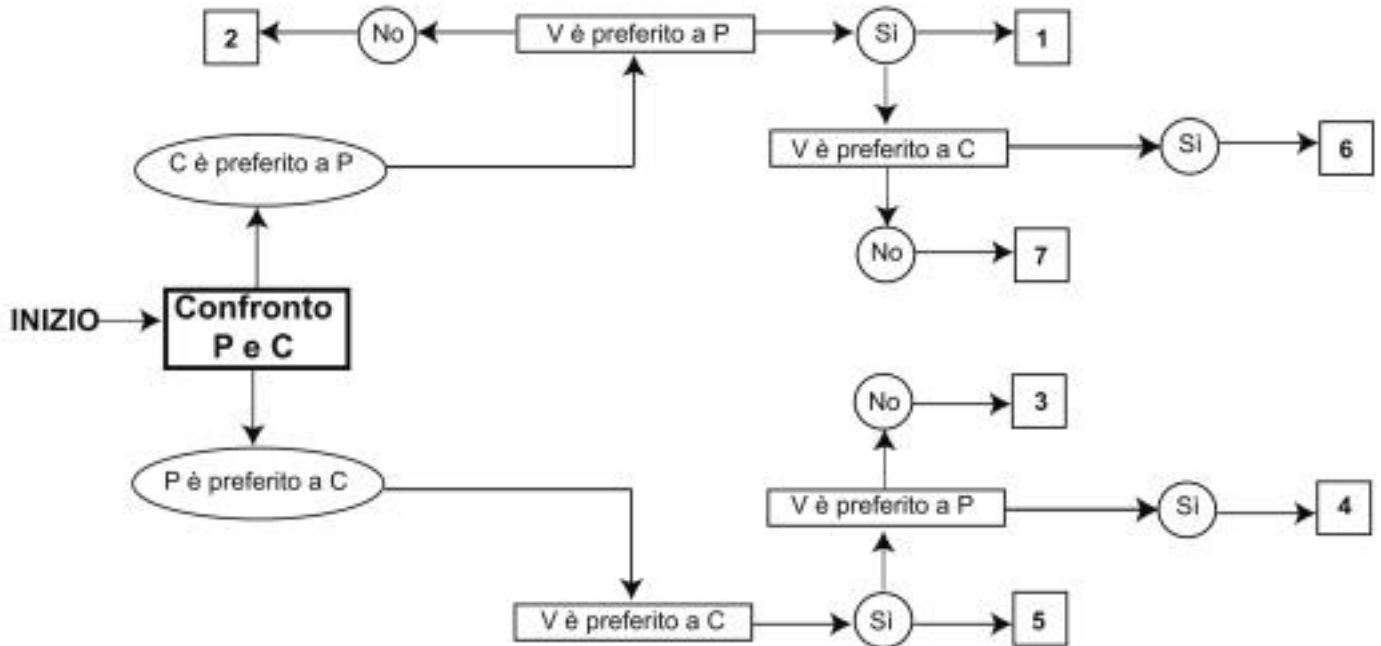 2 No V è preferito a P Sì 1
C è preferito a P V è preferito a C Sì 6
No 7
INIZIO Confronto
P e C
No 3
P è preferito a C V è preferito a P Sì 4
V è preferito a C Sì 5